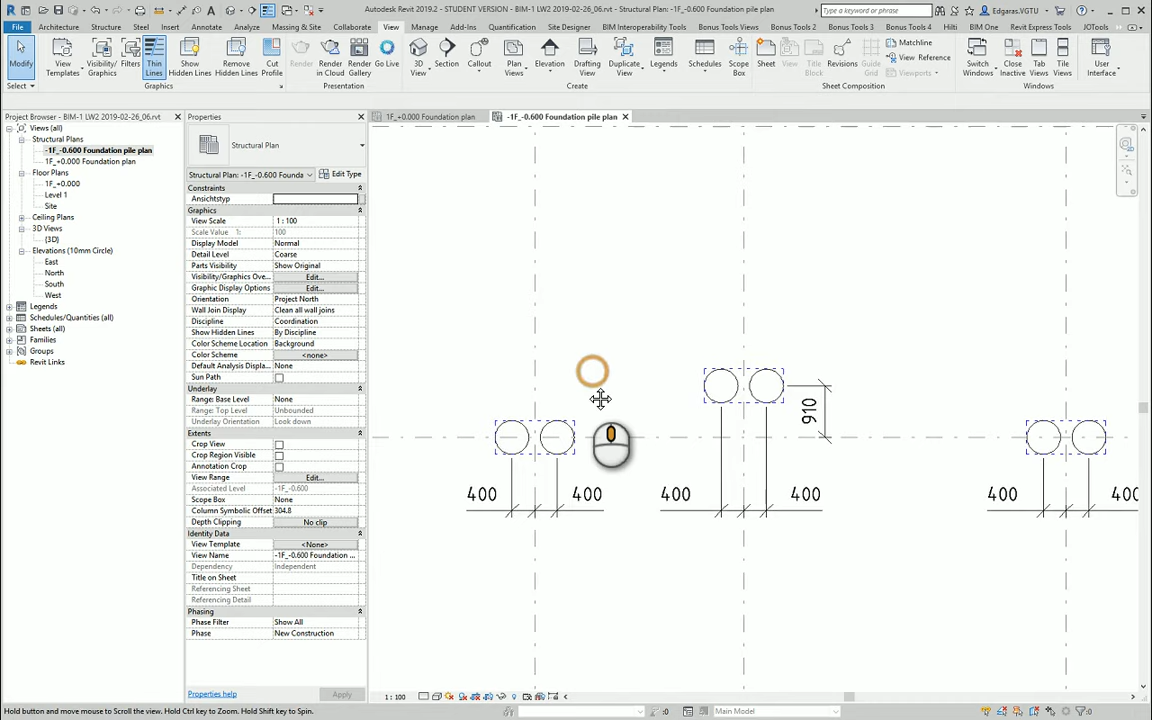 Autodesk Revit 2019.2 - STUDENT VERSION - BIM-1 LW2 2019-02-26_06.rvt - Structural Plan: -1F_-0.600 Foundation pile plan
Type a keyword or phrase
Edgaras.VGTU
File Architecture Structure Steel Insert Annotate Analyze Massing & Site Collaborate View Manage Add-Ins Quantification Site Designer BIM Interoperability Tools Bonus Tools 2 Bonus Tools 3 Bonus Tools 4 Hilti BIM One Revit Express Tools JOTools
Modify
View Templates
Visibility/ Graphics
Filters
Thin Lines
Show Hidden Lines
Remove Hidden Lines
Cut Profile
Render
Render in Cloud
Render Gallery
Go Live
3D View
Section
Callout
Plan Views
Elevation
Drafting View
Duplicate View
Legends
Schedules
Scope Box
Sheet
View
Title Block
Revisions
Guide Grid
Matchline
View Reference
Viewports
Switch Windows
Close Inactive
Tab Views
Tile Views
User Interface
Select
Graphics
Create
Sheet Composition
Windows
Project Browser - BIM-1 LW2 2019-02-26_06.rvt
Views (all)
Structural Plans
-1F_-0.600 Foundation pile plan
1F_+0.000 Foundation plan
Floor Plans
1F_+0.000
Level 1
Site
Ceiling Plans
3D Views
{3D}
Elevations (10mm Circle)
East
North
South
West
Legends
Schedules/Quantities (all)
Sheets (all)
Families
Groups
Revit Links
Properties
Structural Plan
Structural Plan: -1F_-0.600 Founda
Edit Type
Constraints
Ansichtstyp
Graphics
View Scale 1 : 100
Scale Value 1: 100
Display Model Normal
Detail Level Coarse
Parts Visibility Show Original
Visibility/Graphics Ove... Edit...
Graphic Display Options Edit...
Orientation Project North
Wall Join Display Clean all wall joins
Discipline Coordination
Show Hidden Lines By Discipline
Color Scheme Location Background
Color Scheme <none>
Default Analysis Displa... None
Sun Path
Underlay
Range: Base Level None
Range: Top Level Unbounded
Underlay Orientation Look down
Extents
Crop View
Crop Region Visible
Annotation Crop
View Range Edit...
Associated Level -1F_-0.600
Scope Box None
Column Symbolic Offset 304.8
Depth Clipping No clip
Identity Data
View Template <None>
View Name -1F_-0.600 Foundation ...
Dependency Independent
Title on Sheet
Referencing Sheet
Referencing Detail
Phasing
Phase Filter Show All
Phase New Construction
Properties help
Apply
1F_+0.000 Foundation plan
-1F_-0.600 Foundation pile plan
910
400 400 400 400 400 400
1 : 100
Hold button and move mouse to Scroll the view. Hold Ctrl key to Zoom. Hold Shift key to Spin.
:0
Main Model
:0